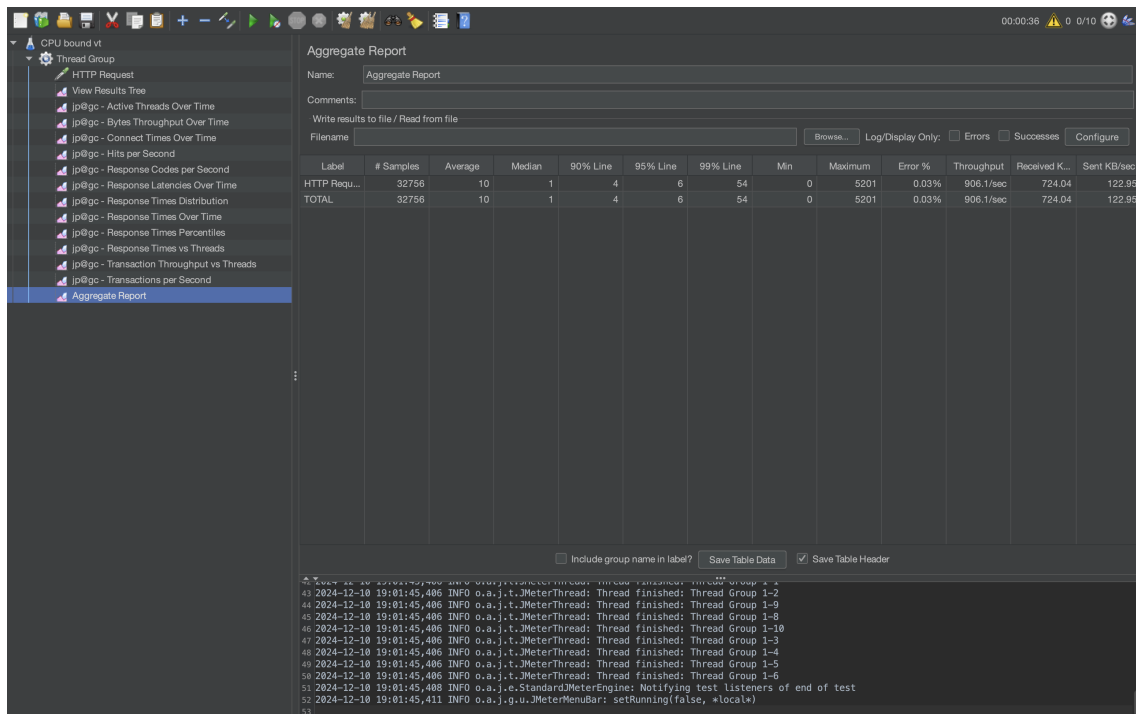 00:00:36 0 0/10
CPU bound vt
Thread Group
HTTP Request
View Results Tree
jp@gc - Active Threads Over Time
jp@gc - Bytes Throughput Over Time
jp@gc - Connect Times Over Time
jp@gc - Hits per Second
jp@gc - Response Codes per Second
jp@gc - Response Latencies Over Time
jp@gc - Response Times Distribution
jp@gc - Response Times Over Time
jp@gc - Response Times Percentiles
jp@gc - Response Times vs Threads
jp@gc - Transaction Throughput vs Threads
jp@gc - Transactions per Second
Aggregate Report
Aggregate Report
Name: Aggregate Report
Comments:
Write results to file / Read from file
Filename Browse... Log/Display Only: Errors Successes Configure
Label # Samples Average Median 90% Line 95% Line 99% Line Min Maximum Error % Throughput Received K... Sent KB/sec
HTTP Requ... 32756 10 1 4 6 54 0 5201 0.03% 906.1/sec 724.04 122.95
TOTAL 32756 10 1 4 6 54 0 5201 0.03% 906.1/sec 724.04 122.95
Include group name in label? Save Table Data Save Table Header
42 2024-12-10 19:01:45,406 INFO o.a.j.t.JMeterThread: Thread finished: Thread Group 1-1
43 2024-12-10 19:01:45,406 INFO o.a.j.t.JMeterThread: Thread finished: Thread Group 1-2
44 2024-12-10 19:01:45,406 INFO o.a.j.t.JMeterThread: Thread finished: Thread Group 1-9
45 2024-12-10 19:01:45,406 INFO o.a.j.t.JMeterThread: Thread finished: Thread Group 1-8
46 2024-12-10 19:01:45,406 INFO o.a.j.t.JMeterThread: Thread finished: Thread Group 1-10
47 2024-12-10 19:01:45,406 INFO o.a.j.t.JMeterThread: Thread finished: Thread Group 1-3
48 2024-12-10 19:01:45,406 INFO o.a.j.t.JMeterThread: Thread finished: Thread Group 1-4
49 2024-12-10 19:01:45,406 INFO o.a.j.t.JMeterThread: Thread finished: Thread Group 1-5
50 2024-12-10 19:01:45,406 INFO o.a.j.t.JMeterThread: Thread finished: Thread Group 1-6
51 2024-12-10 19:01:45,408 INFO o.a.j.e.StandardJMeterEngine: Notifying test listeners of end of test
52 2024-12-10 19:01:45,411 INFO o.a.j.g.u.JMeterMenuBar: setRunning(false, *local*)
53